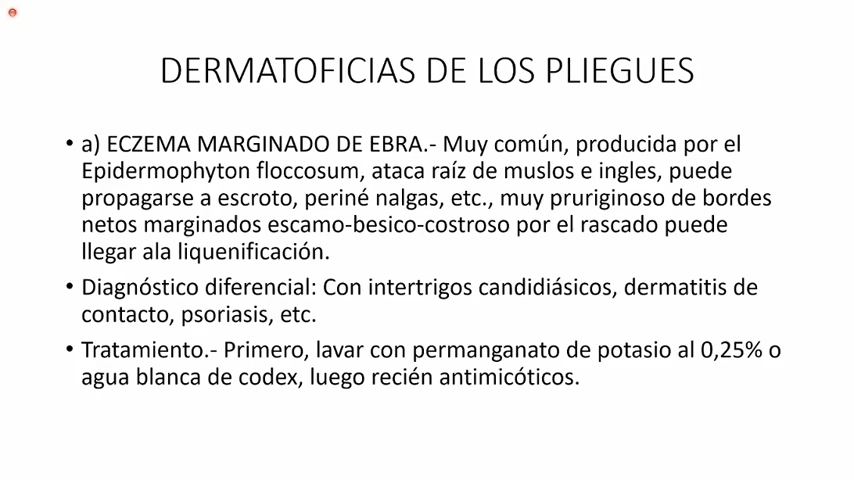 DERMATOFICIAS DE LOS PLIEGUES
• a) ECZEMA MARGINADO DE EBRA.- Muy común, producida por el
Epidermophyton floccosum, ataca raíz de muslos e ingles, puede
propagarse a escroto, periné nalgas, etc., muy pruriginoso de bordes
netos marginados escamo-besico-costroso por el rascado puede
llegar ala liquenificación.
• Diagnóstico diferencial: Con intertrigos candidiásicos, dermatitis de
contacto, psoriasis, etc.
• Tratamiento.- Primero, lavar con permanganato de potasio al 0,25% o
agua blanca de codex, luego recién antimicóticos.